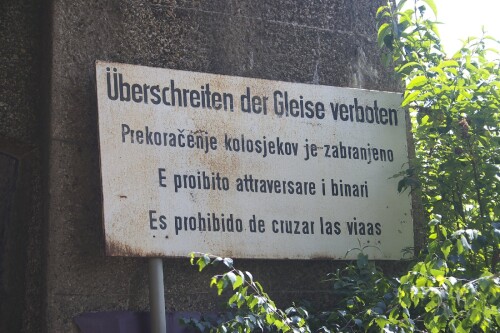 Überschreiten der Gleise verboten
Prekoračenje kolosjekov je zabranjeno
E proibito attraversare i binari
Es prohibido de cruzar las viaas